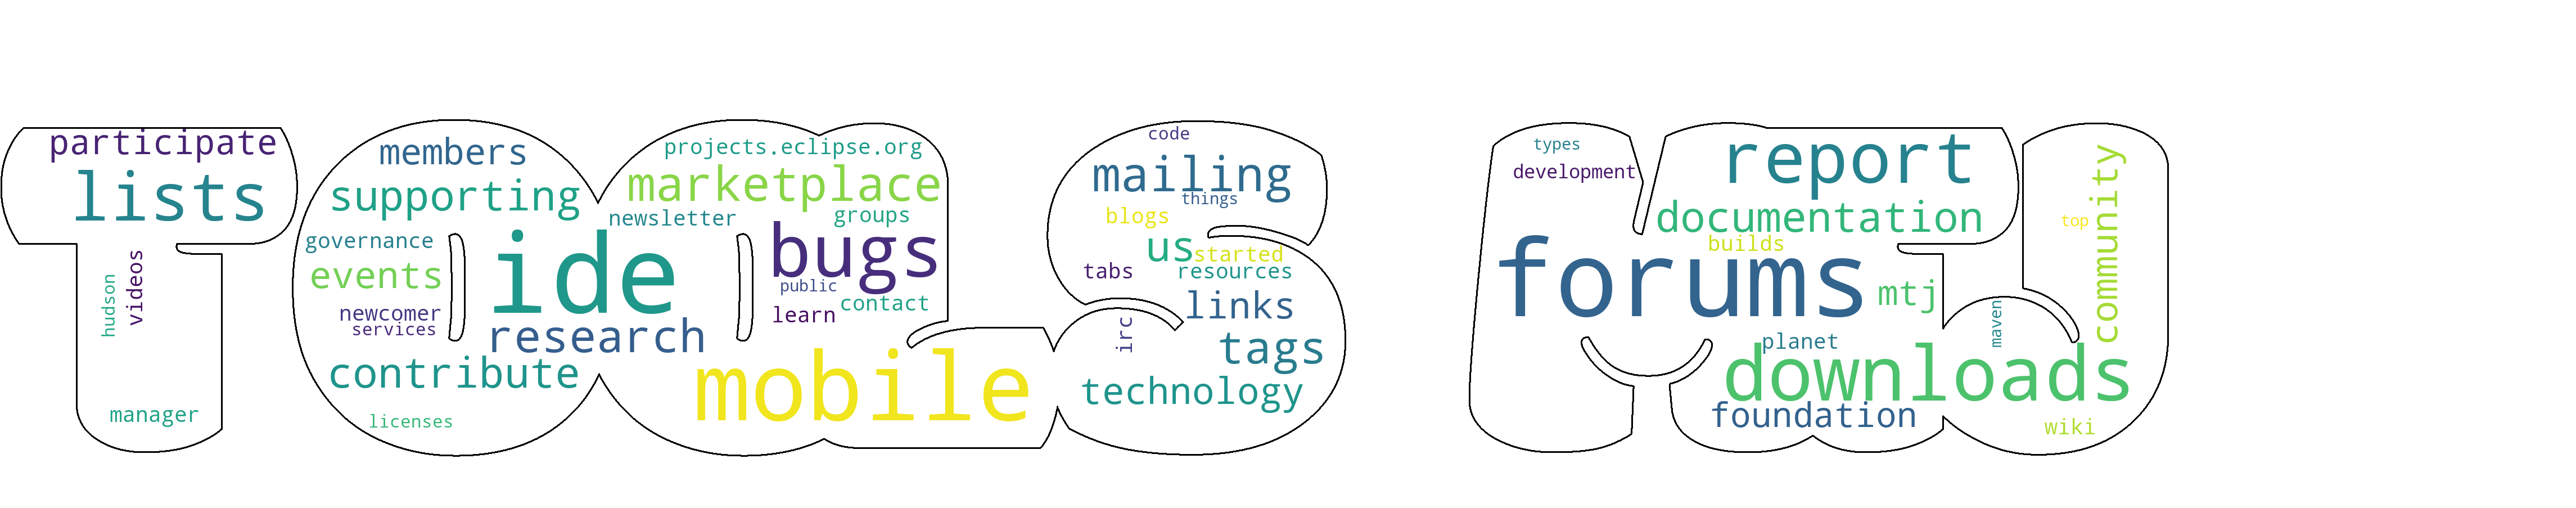 TOOLS MTJ
participate
lists
videos
hudson
manager
members
supporting
governance
events
newcomer
services
contribute
licenses
ide
research
projects.eclipse.org
marketplace
newsletter
groups
bugs
public
contact
learn
mobile
code
mailing
things
blogs
us
started
tabs
resources
links
irc
tags
technology
types
development
report
documentation
builds
forums
mtj
planet
maven
downloads
foundation
top
community
wiki